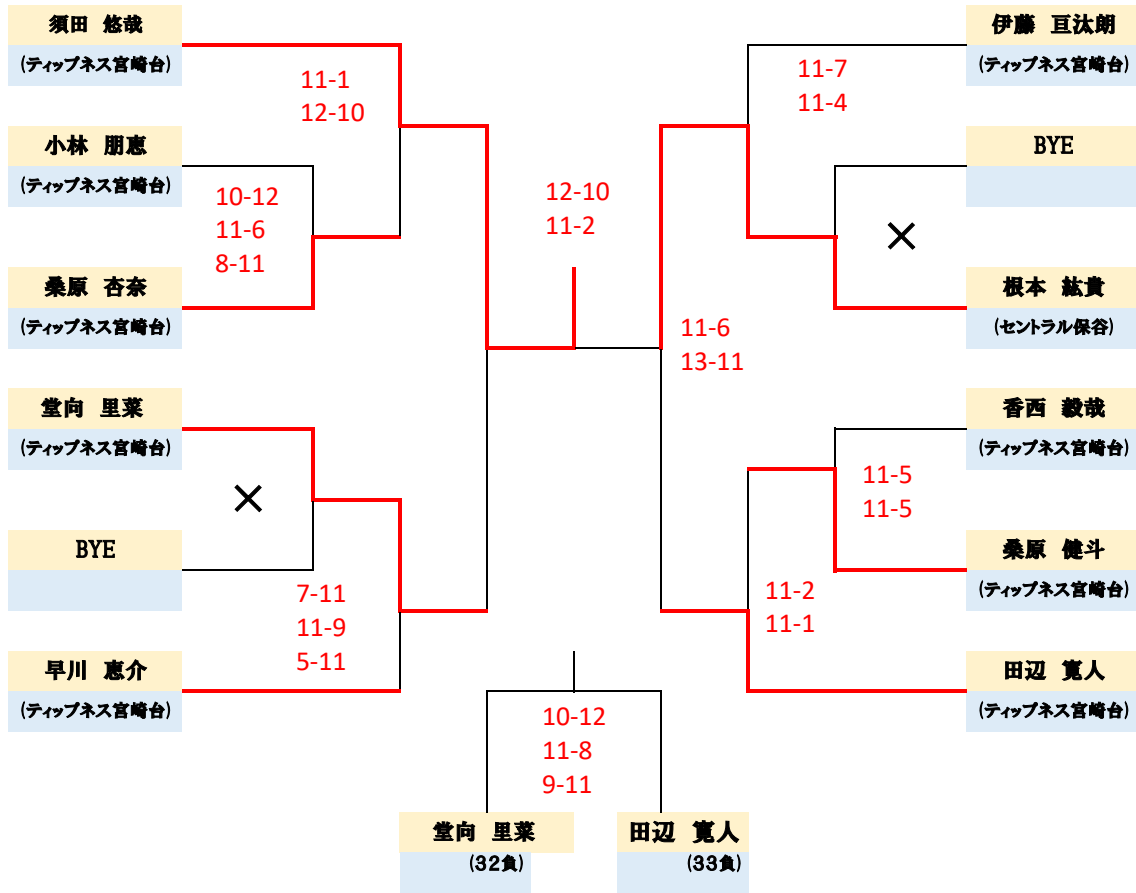 須田 悠哉
(ティップネス宮崎台)
11-1
12-10
小林 朋恵
(ティップネス宮崎台)
10-12
11-6
8-11
桑原 杏奈
(ティップネス宮崎台)
堂向 里菜
(ティップネス宮崎台)
×
BYE
7-11
11-9
5-11
早川 恵介
(ティップネス宮崎台)
12-10
11-2
伊藤 亘汰朗
(ティップネス宮崎台)
11-7
11-4
BYE
×
根本 紘貴
(セントラル保谷)
11-6
13-11
香西 毅哉
(ティップネス宮崎台)
11-5
11-5
桑原 健斗
(ティップネス宮崎台)
11-2
11-1
田辺 寛人
(ティップネス宮崎台)
10-12
11-8
9-11
堂向 里菜
(32負)
田辺 寛人
(33負)